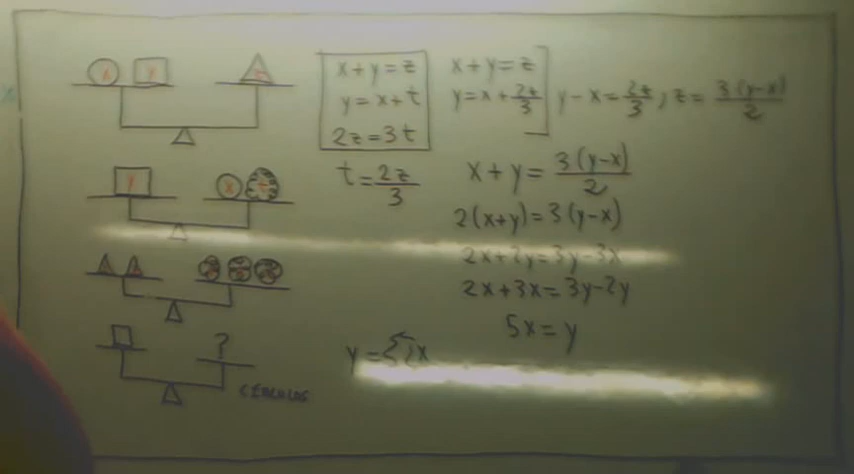 x y z
x + y = z
y = x + t
2z = 3t
t = 2z/3
x + y = z
y = x + 2z/3
y - x = 2z/3, z = 3(y-x)/2
y x t
x + y = 3(y-x)/2
2(x+y) = 3(y-x)
2x + 2y = 3y - 3x
2x + 3x = 3y - 2y
5x = y
?
CÍRCULOS